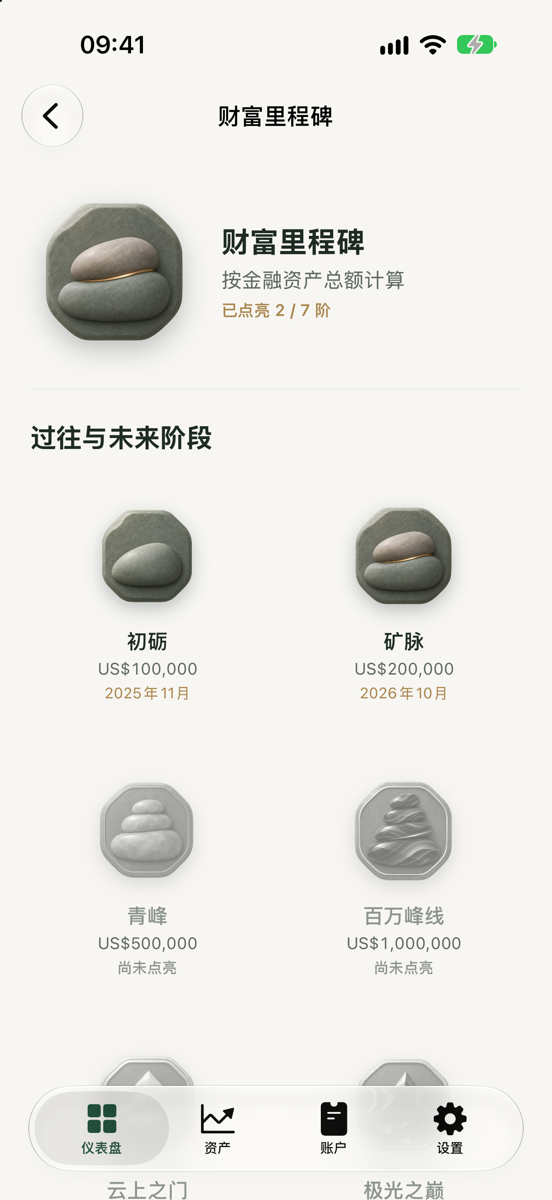 09:41
财富里程碑
财富里程碑
按金融资产总额计算
已点亮 2 / 7 阶
过往与未来阶段
初砺
US$100,000
2025年11月
矿脉
US$200,000
2026年10月
青峰
US$500,000
尚未点亮
百万峰线
US$1,000,000
尚未点亮
仪表盘
资产
账户
设置
云上之门
极光之巅